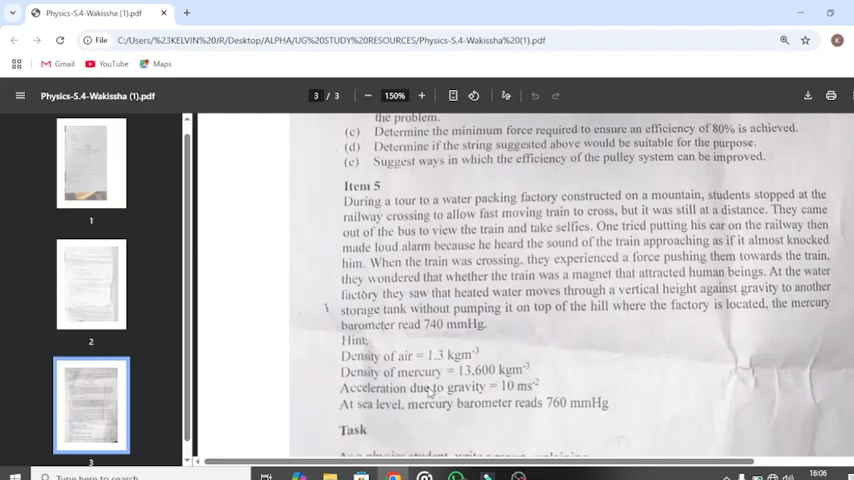 Physics-S.4-Wakissha (1).pdf
File
C:/Users/%23KELVIN%20JR/Desktop/ALPHA/UG%20STUDY%20RESOURCES/Physics-S.4-Wakissha%20(1).pdf
K
Gmail
YouTube
Maps
Physics-S.4-Wakissha (1).pdf
3 / 3
150%
1
2
3
the problem.
(c) Determine the minimum force required to ensure an efficiency of 80% is achieved.
(d) Determine if the string suggested above would be suitable for the purpose.
(e) Suggest ways in which the efficiency of the pulley system can be improved.
Item 5
During a tour to a water packing factory constructed on a mountain, students stopped at the
railway crossing to allow fast moving train to cross, but it was still at a distance. They came
out of the bus to view the train and take selfies. One tried putting his ear on the railway then
made loud alarm because he heard the sound of the train approaching as if it almost knocked
him. When the train was crossing, they experienced a force pushing them towards the train,
they wondered that whether the train was a magnet that attracted human beings. At the water
factory they saw that heated water moves through a vertical height against gravity to another
storage tank without pumping it on top of the hill where the factory is located, the mercury
barometer read 740 mmHg.
Hint;
Density of air = 1.3 kgm⁻³
Density of mercury = 13,600 kgm⁻³
Acceleration due to gravity = 10 ms⁻²
At sea level, mercury barometer reads 760 mmHg
Task
Type here to search
16:06